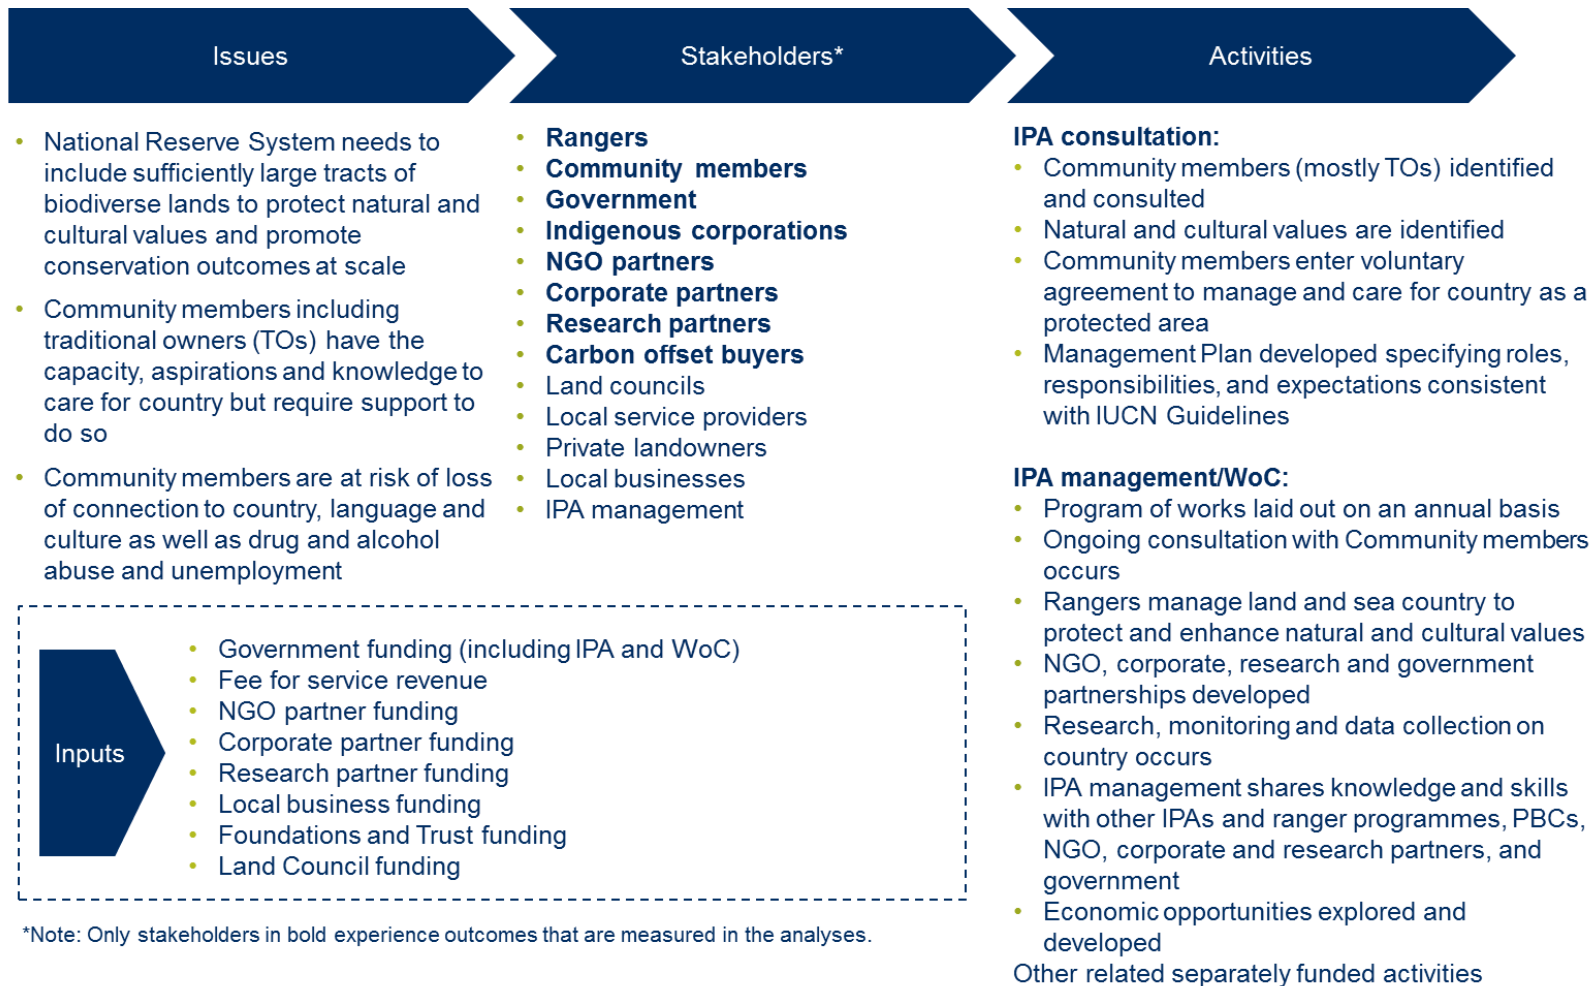 Issues
Stakeholders*
Activities
• National Reserve System needs to
include sufficiently large tracts of
biodiverse lands to protect natural and
cultural values and promote
conservation outcomes at scale
• Community members including
traditional owners (TOs) have the
capacity, aspirations and knowledge to
care for country but require support to
do so
• Community members are at risk of loss
of connection to country, language and
culture as well as drug and alcohol
abuse and unemployment
• Rangers
• Community members
• Government
• Indigenous corporations
• NGO partners
• Corporate partners
• Research partners
• Carbon offset buyers
• Land councils
• Local service providers
• Private landowners
• Local businesses
• IPA management
IPA consultation:
• Community members (mostly TOs) identified
and consulted
• Natural and cultural values are identified
• Community members enter voluntary
agreement to manage and care for country as a
protected area
• Management Plan developed specifying roles,
responsibilities, and expectations consistent
with IUCN Guidelines
IPA management/WoC:
• Program of works laid out on an annual basis
• Ongoing consultation with Community members
occurs
• Rangers manage land and sea country to
protect and enhance natural and cultural values
• NGO, corporate, research and government
partnerships developed
• Research, monitoring and data collection on
country occurs
• IPA management shares knowledge and skills
with other IPAs and ranger programmes, PBCs,
NGO, corporate and research partners, and
government
• Economic opportunities explored and
developed
Other related separately funded activities
Inputs
• Government funding (including IPA and WoC)
• Fee for service revenue
• NGO partner funding
• Corporate partner funding
• Research partner funding
• Local business funding
• Foundations and Trust funding
• Land Council funding
*Note: Only stakeholders in bold experience outcomes that are measured in the analyses.